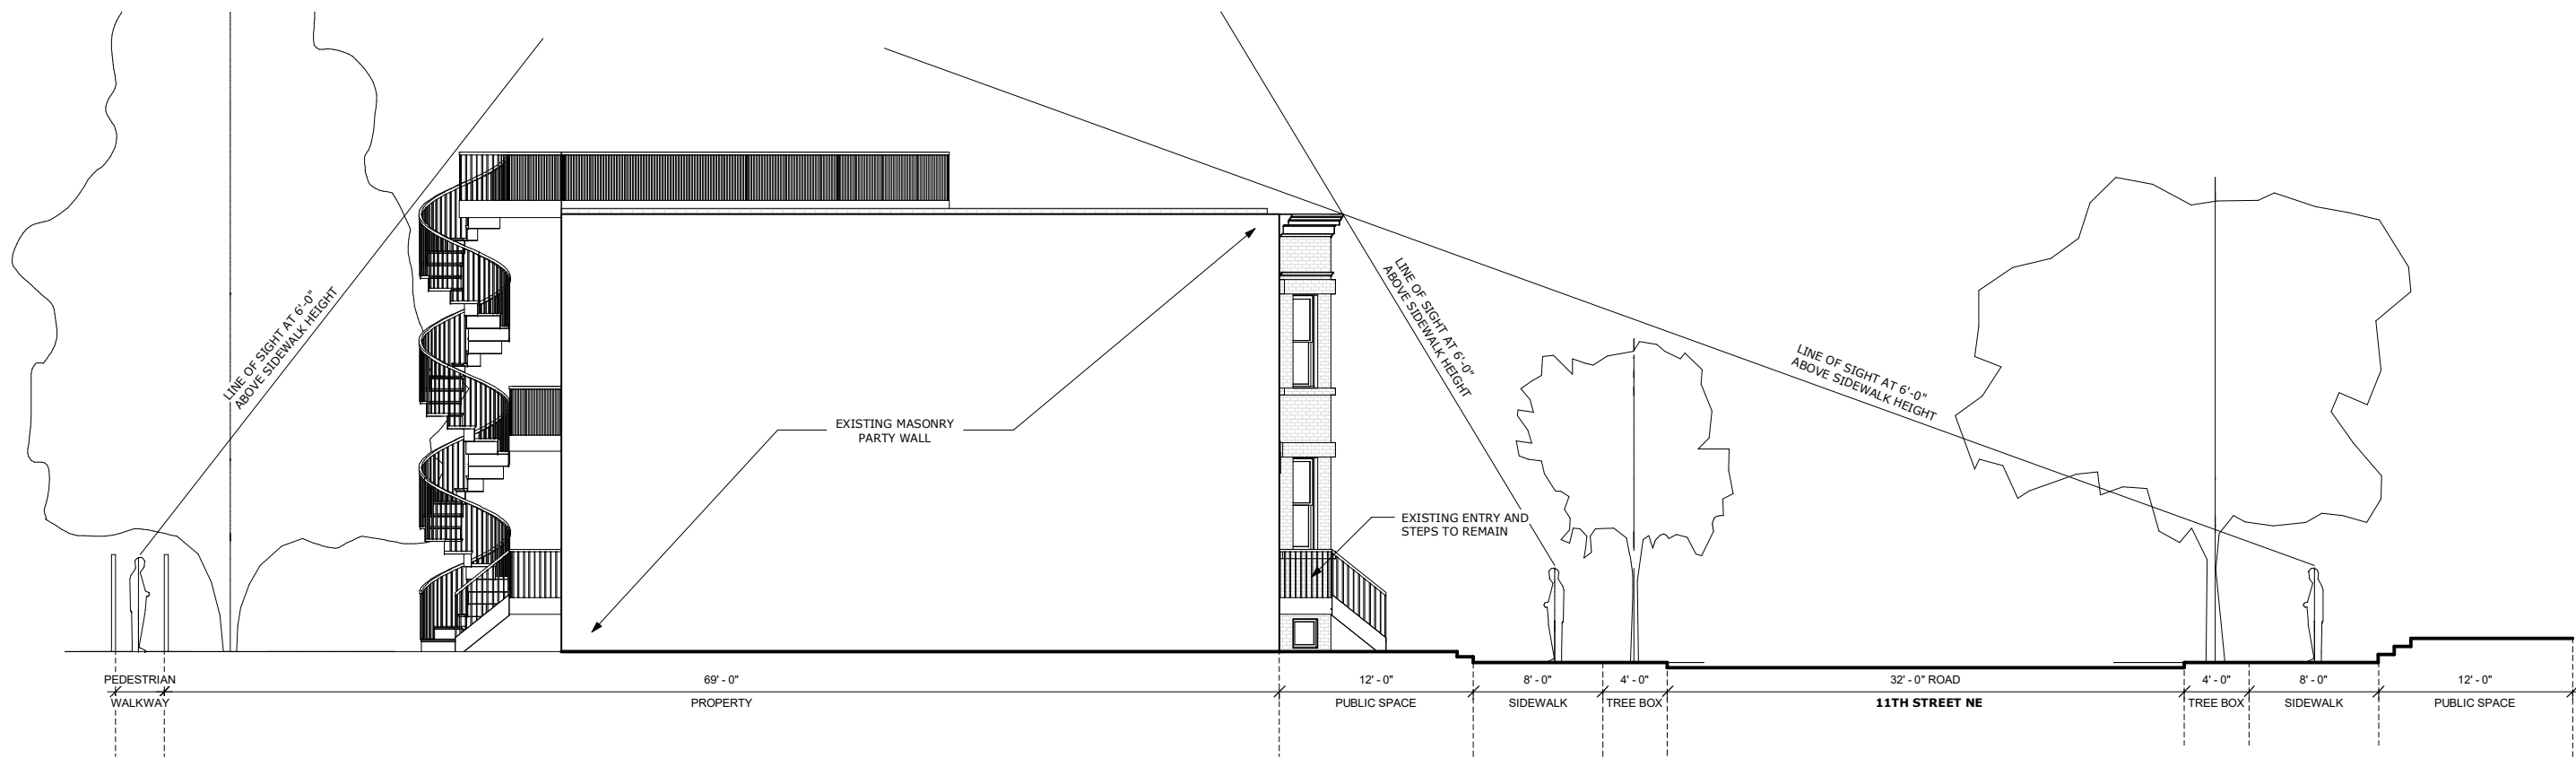 LINE OF SIGHT AT 6'-0"
ABOVE SIDEWALK HEIGHT
EXISTING MASONRY
PARTY WALL
LINE OF SIGHT AT 6'-0"
ABOVE SIDEWALK HEIGHT
LINE OF SIGHT AT 6'-0"
ABOVE SIDEWALK HEIGHT
EXISTING ENTRY AND
STEPS TO REMAIN
PEDESTRIAN
WALKWAY
69' - 0"
PROPERTY
12' - 0"
PUBLIC SPACE
8' - 0"
SIDEWALK
4' - 0"
TREE BOX
32' - 0" ROAD
11TH STREET NE
4' - 0"
TREE BOX
8' - 0"
SIDEWALK
12' - 0"
PUBLIC SPACE